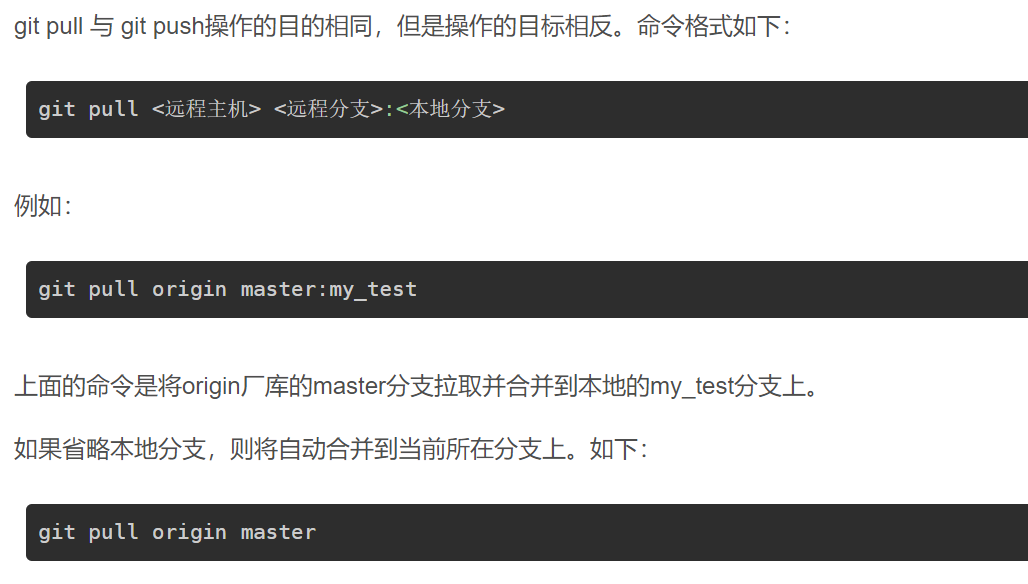 git pull 与 git push操作的目的相同，但是操作的目标相反。命令格式如下：
git pull <远程主机> <远程分支>:<本地分支>
例如：
git pull origin master:my_test
上面的命令是将origin厂库的master分支拉取并合并到本地的my_test分支上。
如果省略本地分支，则将自动合并到当前所在分支上。如下：
git pull origin master